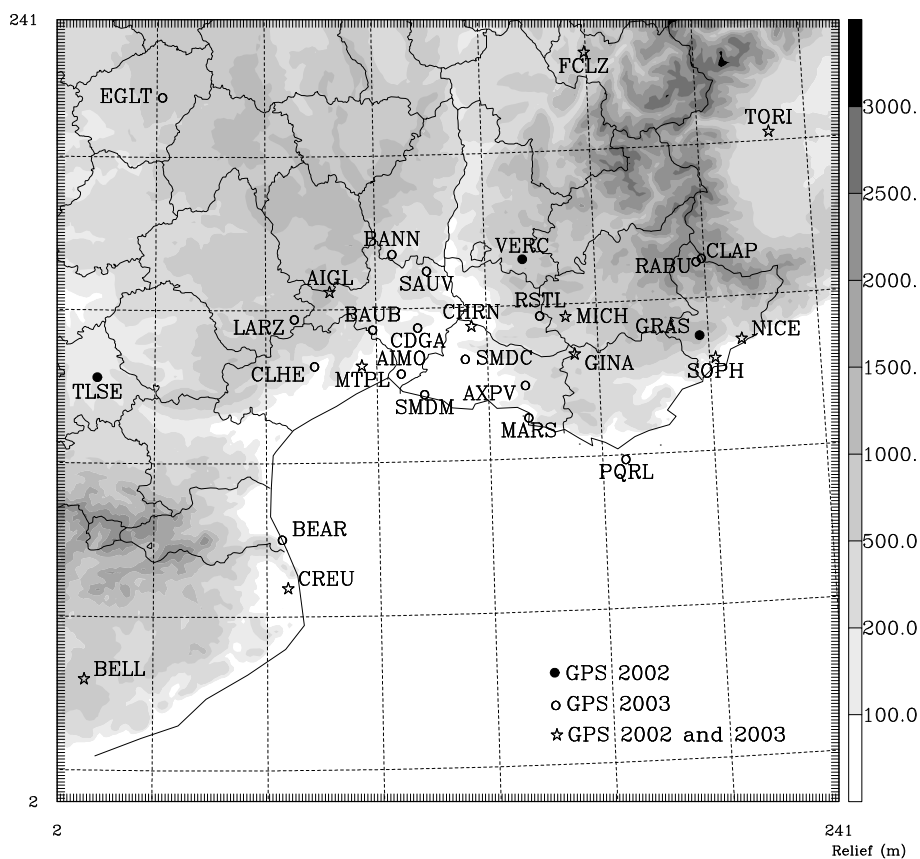 241
FCLZ
EGLT
3000.
TORI
2500.
BANN
VERC
CLAP
RABU
AIGL
SAUV
2000.
RSTL
CHRN
BAUB
MICH
LARZ
GRAS
NICE
CDGA
AIMO
SMDC
GINA
1500.
CLHE
MTPL
SOPH
TLSE
AXPV
SMDM
MARS
1000.
PQRL
BEAR
500.0
CREU
200.0
BELL
GPS 2002
GPS 2003
100.0
GPS 2002 and 2003
2
2
241
Relief (m)